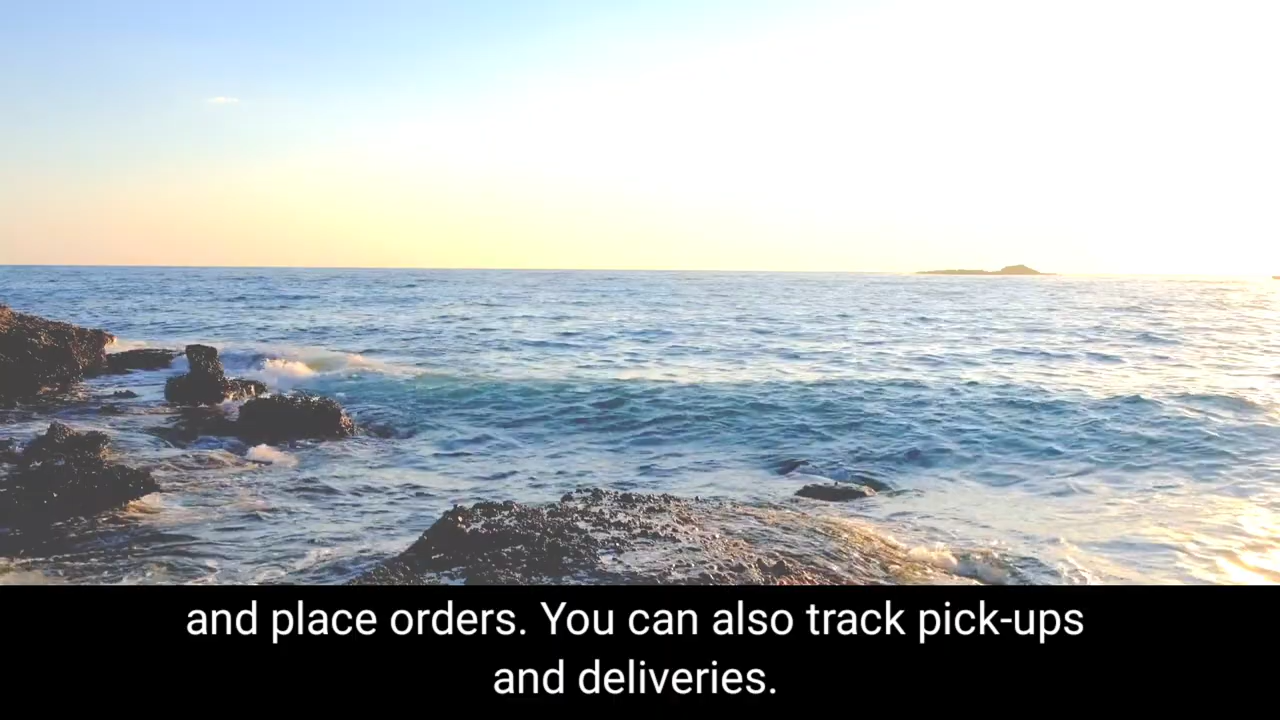 and place orders. You can also track pick-ups
and deliveries.